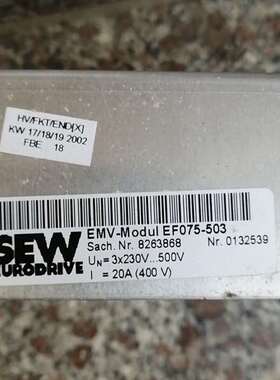 HV/FKT/END[X]
KW 17/18/19 2002
FBE 18
SEW
EURODRIVE
EMV-Modul EF075-503
Sach. Nr. 8263868 Nr. 0132539
UN = 3x230V...500V
I = 20A (400 V)